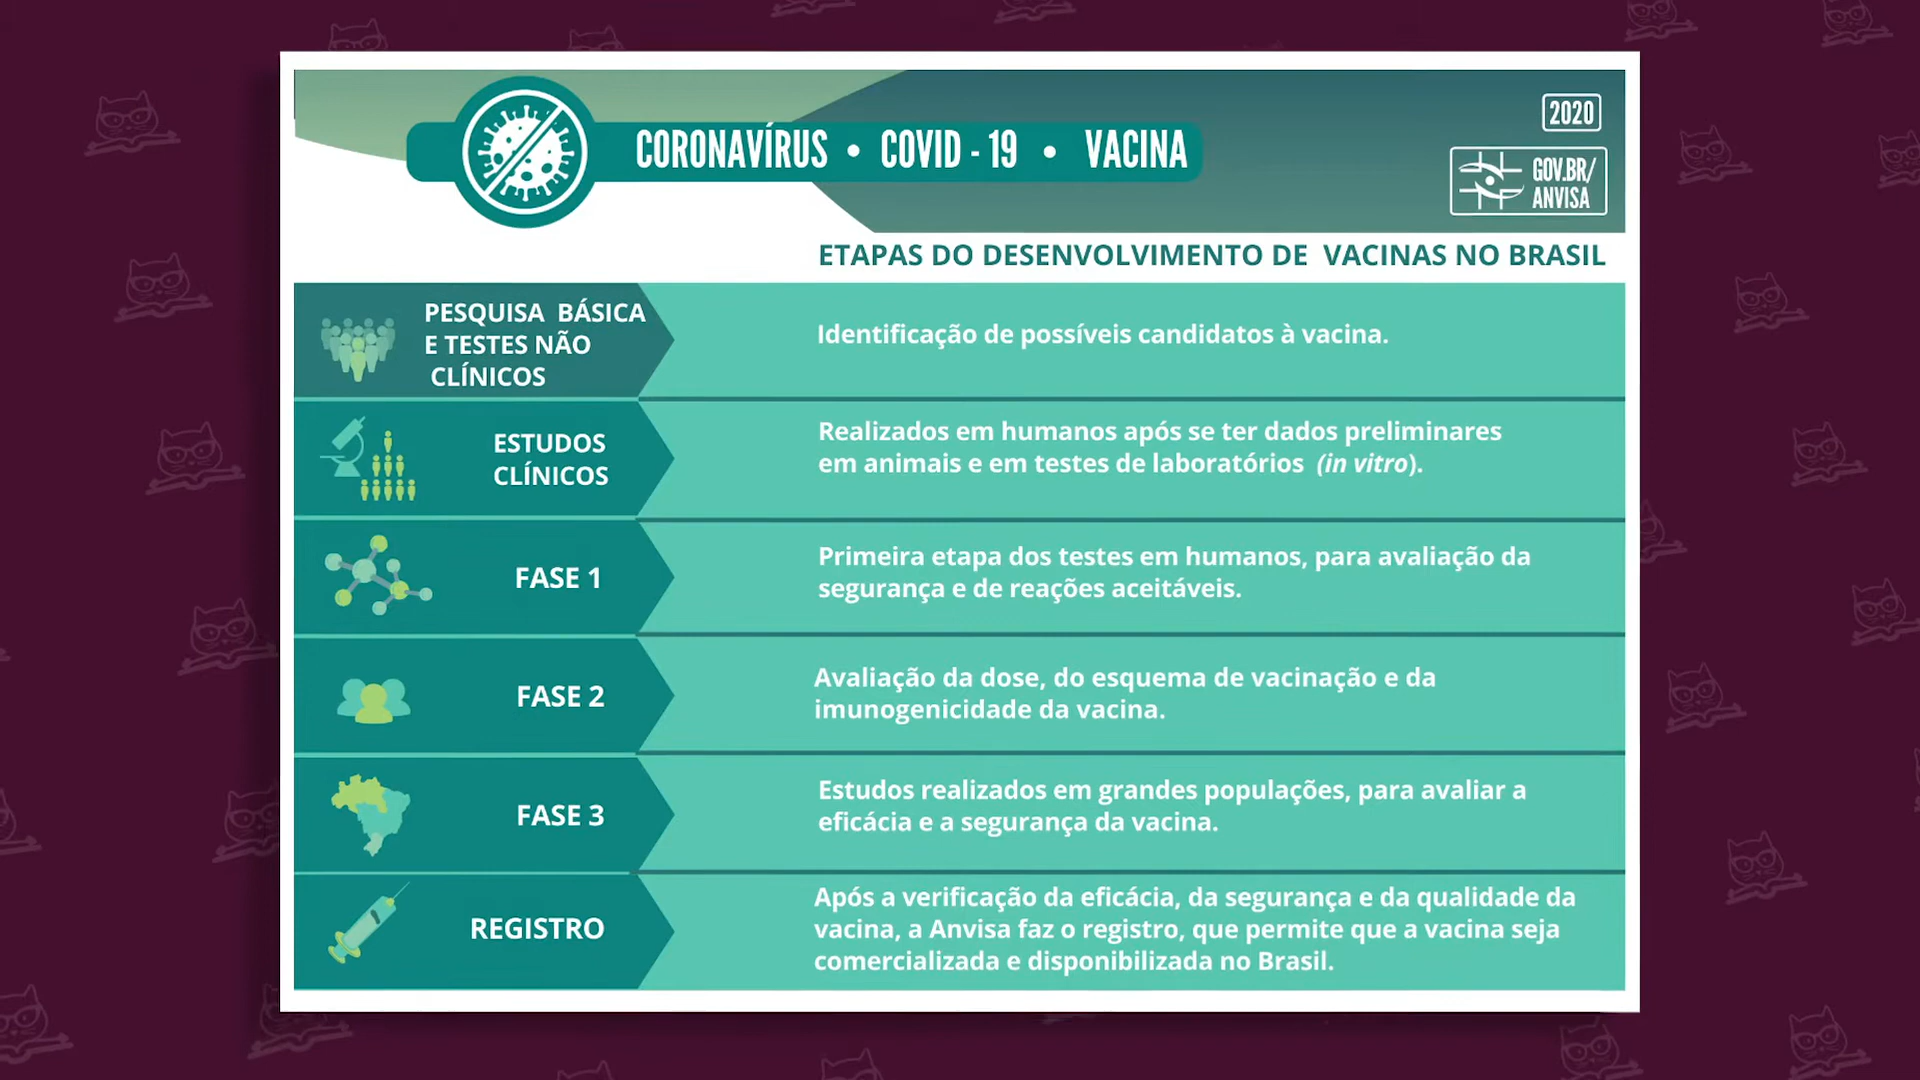 CORONAVÍRUS • COVID - 19 • VACINA
2020
GOV.BR/
ANVISA
ETAPAS DO DESENVOLVIMENTO DE VACINAS NO BRASIL
PESQUISA BÁSICA
E TESTES NÃO
CLÍNICOS
Identificação de possíveis candidatos à vacina.
ESTUDOS
CLÍNICOS
Realizados em humanos após se ter dados preliminares
em animais e em testes de laboratórios (in vitro).
FASE 1
Primeira etapa dos testes em humanos, para avaliação da
segurança e de reações aceitáveis.
FASE 2
Avaliação da dose, do esquema de vacinação e da
imunogenicidade da vacina.
FASE 3
Estudos realizados em grandes populações, para avaliar a
eficácia e a segurança da vacina.
REGISTRO
Após a verificação da eficácia, da segurança e da qualidade da
vacina, a Anvisa faz o registro, que permite que a vacina seja
comercializada e disponibilizada no Brasil.